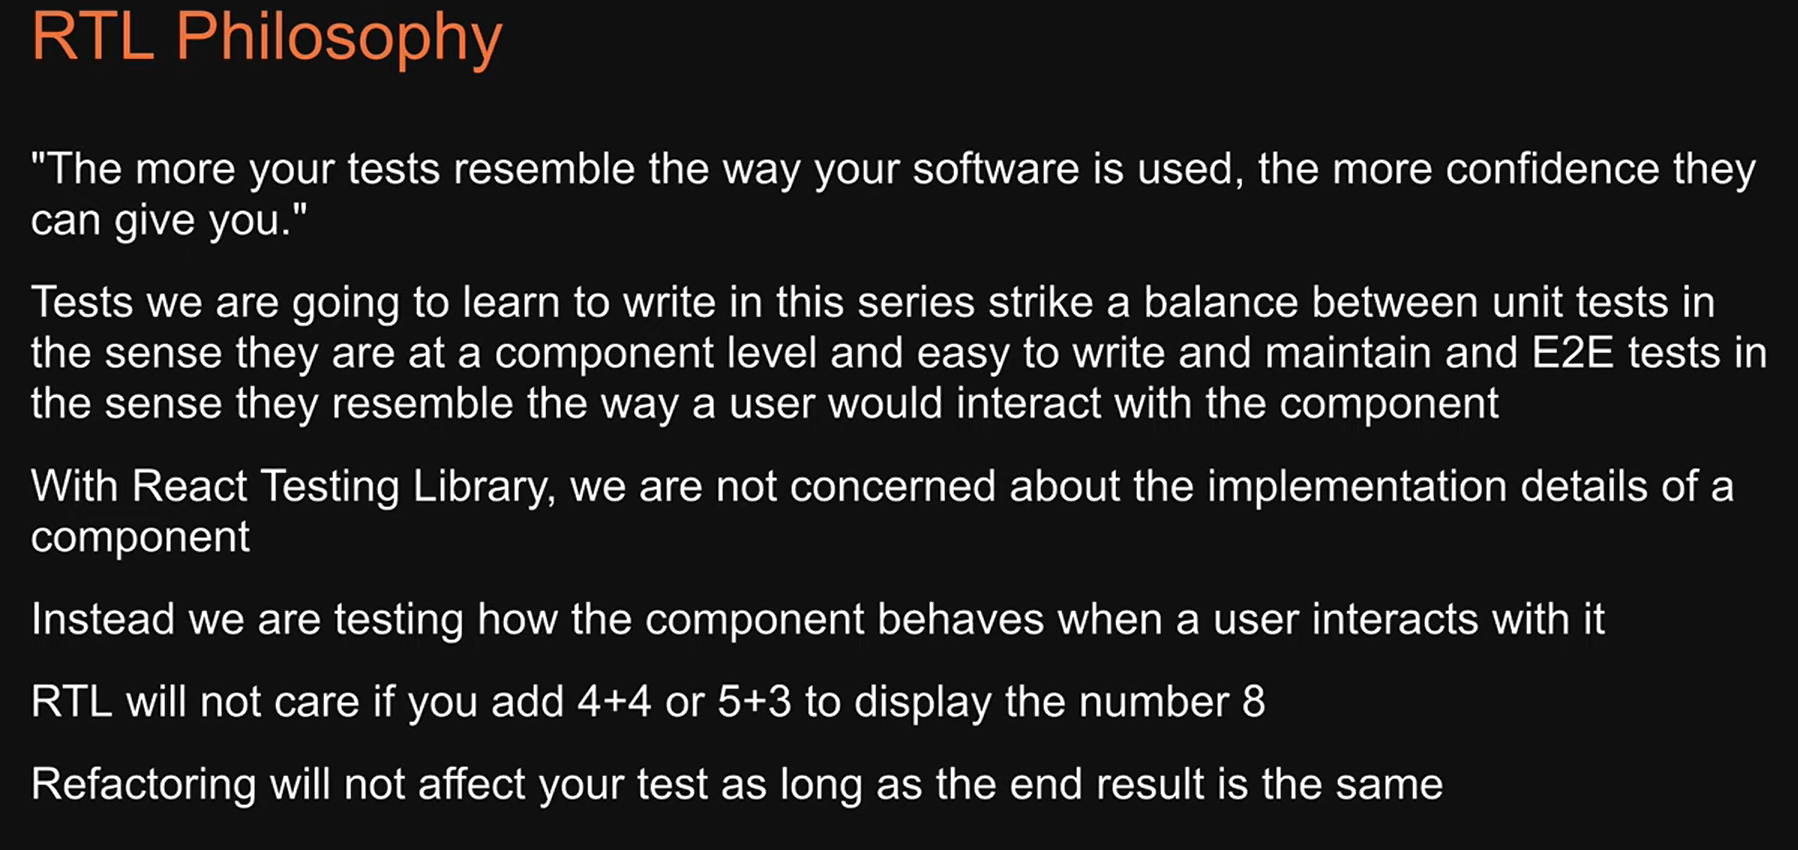 RTL Philosophy
"The more your tests resemble the way your software is used, the more confidence they
can give you."
Tests we are going to learn to write in this series strike a balance between unit tests in
the sense they are at a component level and easy to write and maintain and E2E tests in
the sense they resemble the way a user would interact with the component
With React Testing Library, we are not concerned about the implementation details of a
component
Instead we are testing how the component behaves when a user interacts with it
RTL will not care if you add 4+4 or 5+3 to display the number 8
Refactoring will not affect your test as long as the end result is the same